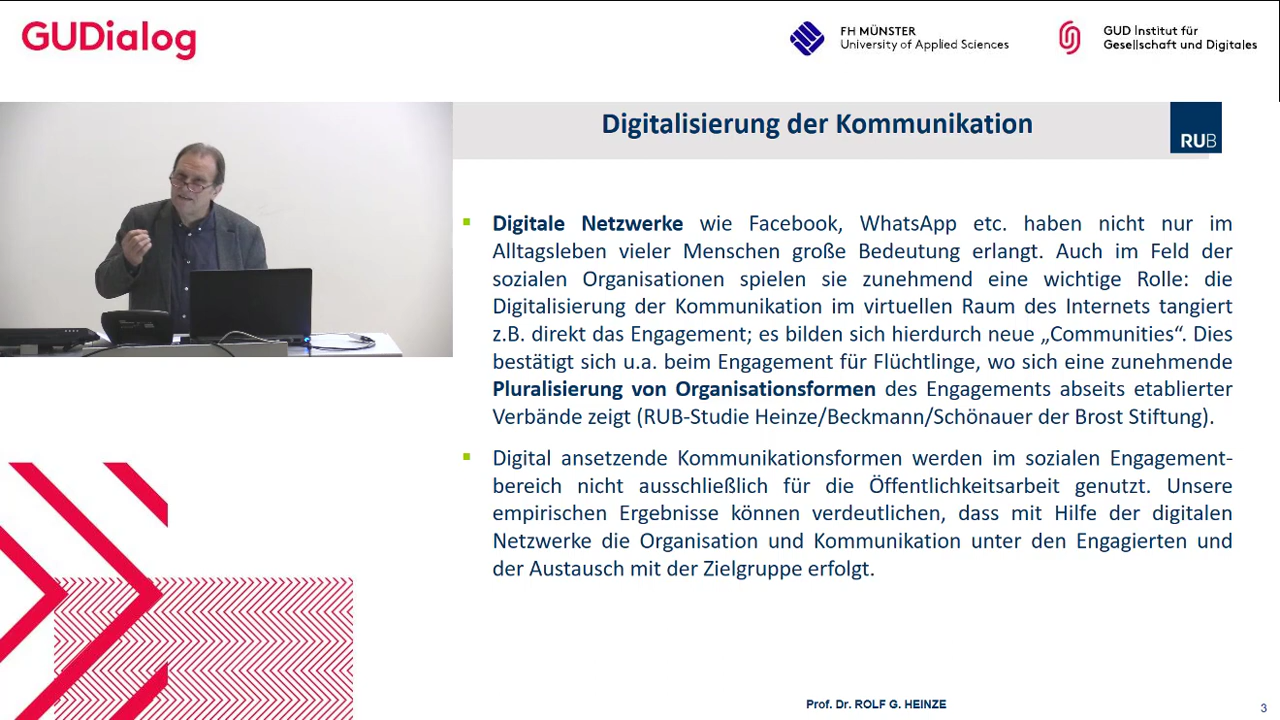 GUDialog
FH MÜNSTER
University of Applied Sciences
GUD Institut für
Gesellschaft und Digitales
Digitalisierung der Kommunikation
RUB
Digitale Netzwerke wie Facebook, WhatsApp etc. haben nicht nur im
Alltagsleben vieler Menschen große Bedeutung erlangt. Auch im Feld der
sozialen Organisationen spielen sie zunehmend eine wichtige Rolle: die
Digitalisierung der Kommunikation im virtuellen Raum des Internets tangiert
z.B. direkt das Engagement; es bilden sich hierdurch neue „Communities“. Dies
bestätigt sich u.a. beim Engagement für Flüchtlinge, wo sich eine zunehmende
Pluralisierung von Organisationsformen des Engagements abseits etablierter
Verbände zeigt (RUB-Studie Heinze/Beckmann/Schönauer der Brost Stiftung).
Digital ansetzende Kommunikationsformen werden im sozialen Engagement-
bereich nicht ausschließlich für die Öffentlichkeitsarbeit genutzt. Unsere
empirischen Ergebnisse können verdeutlichen, dass mit Hilfe der digitalen
Netzwerke die Organisation und Kommunikation unter den Engagierten und
der Austausch mit der Zielgruppe erfolgt.
Prof. Dr. ROLF G. HEINZE
3